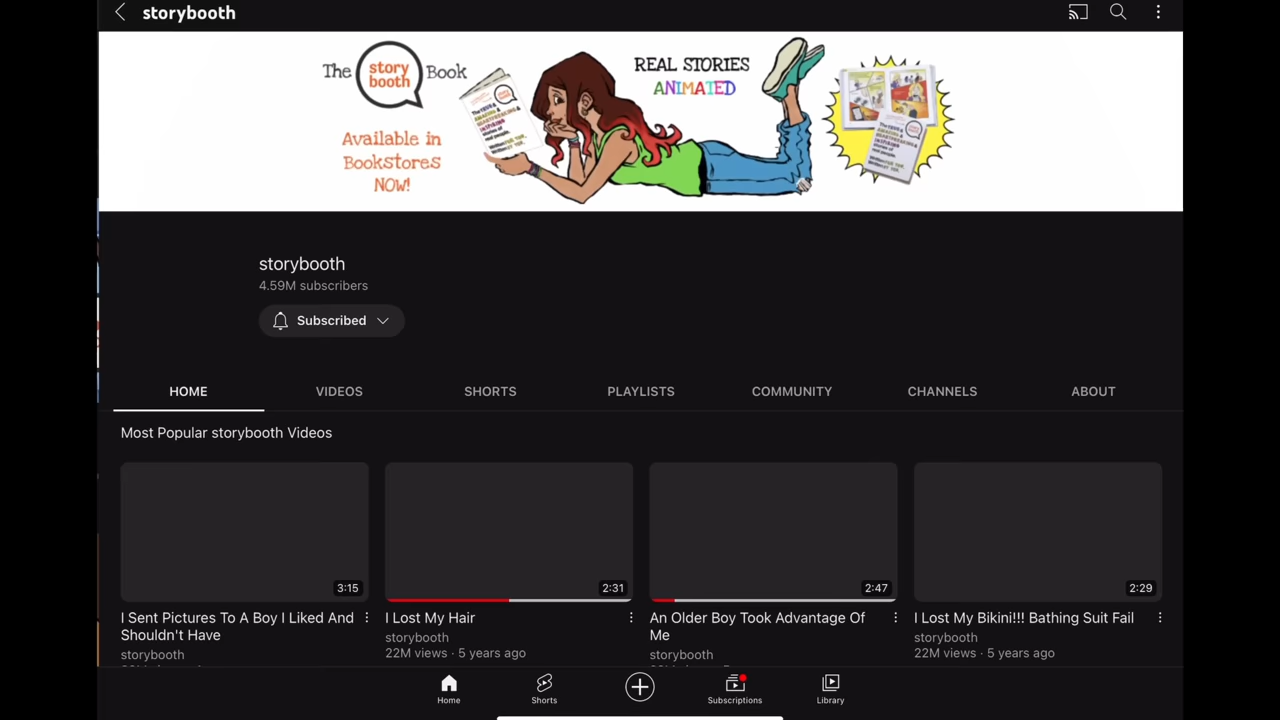 storybooth
The story booth Book
Available in
Bookstores
NOW!
REAL STORIES
ANIMATED
storybooth
4.59M subscribers
Subscribed
HOME VIDEOS SHORTS PLAYLISTS COMMUNITY CHANNELS ABOUT
Most Popular storybooth Videos
3:15 2:31 2:47 2:29
I Sent Pictures To A Boy I Liked And
Shouldn't Have
storybooth
I Lost My Hair
storybooth
22M views · 5 years ago
An Older Boy Took Advantage Of
Me
storybooth
I Lost My Bikini!!! Bathing Suit Fail
storybooth
22M views · 5 years ago
Home Shorts Subscriptions Library